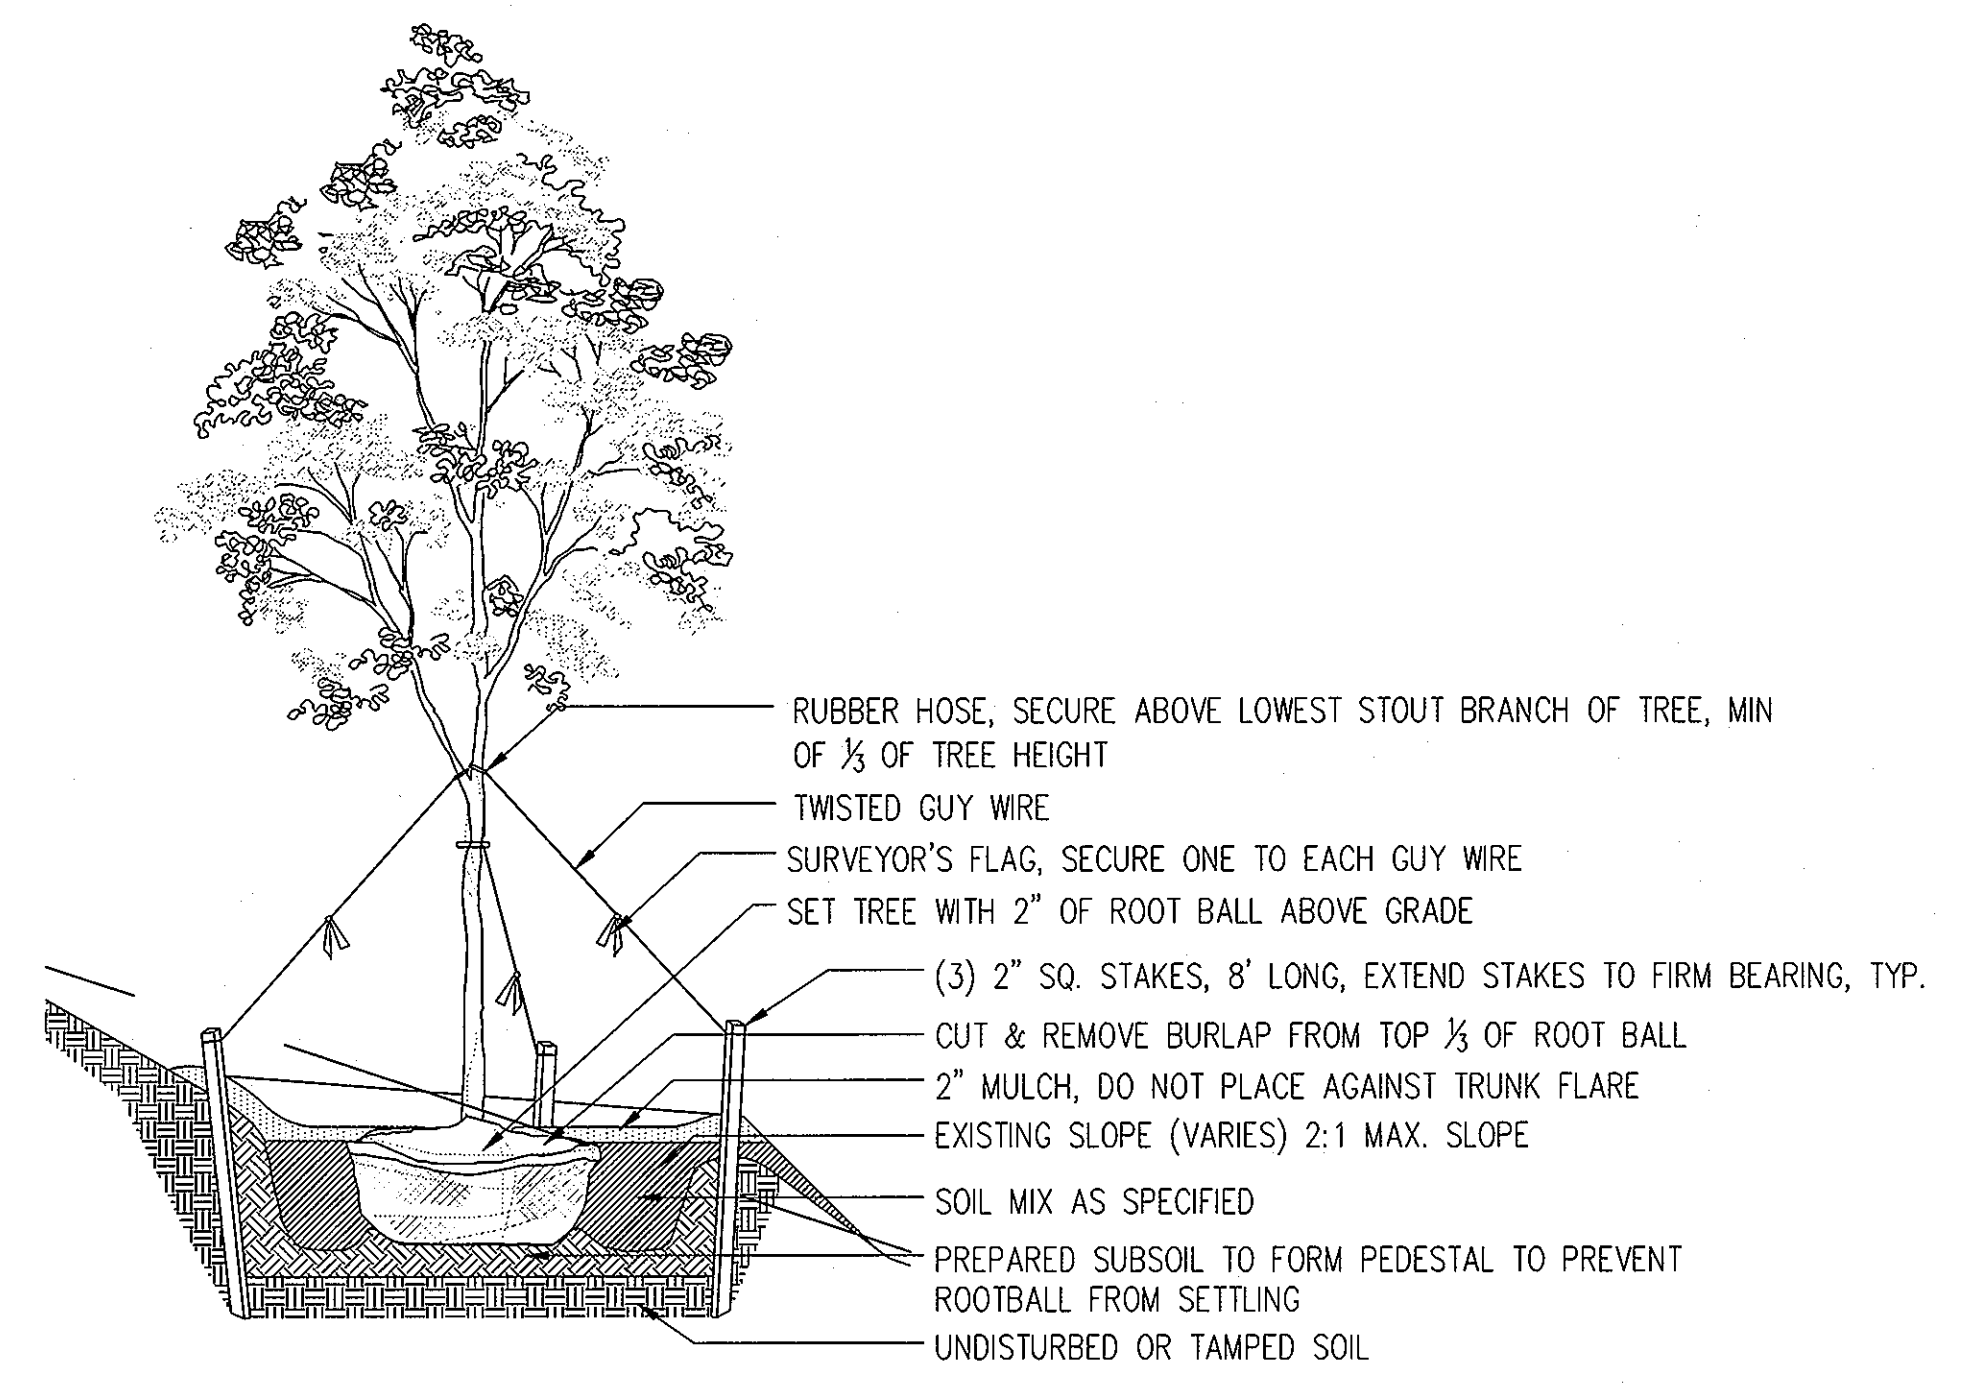 RUBBER HOSE, SECURE ABOVE LOWEST STOUT BRANCH OF TREE, MIN
OF ⅓ OF TREE HEIGHT
TWISTED GUY WIRE
SURVEYOR'S FLAG, SECURE ONE TO EACH GUY WIRE
SET TREE WITH 2" OF ROOT BALL ABOVE GRADE
(3) 2" SQ. STAKES, 8' LONG, EXTEND STAKES TO FIRM BEARING, TYP.
CUT & REMOVE BURLAP FROM TOP ⅓ OF ROOT BALL
2" MULCH, DO NOT PLACE AGAINST TRUNK FLARE
EXISTING SLOPE (VARIES) 2:1 MAX. SLOPE
SOIL MIX AS SPECIFIED
PREPARED SUBSOIL TO FORM PEDESTAL TO PREVENT
ROOTBALL FROM SETTLING
UNDISTURBED OR TAMPED SOIL